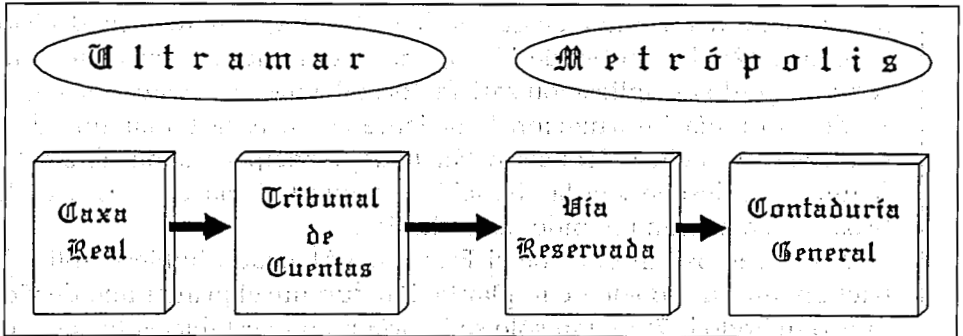 Ultramar
Metrópolis
Caxa
Real
Tribunal
de
Cuentas
Vía
Reservada
Contaduría
General